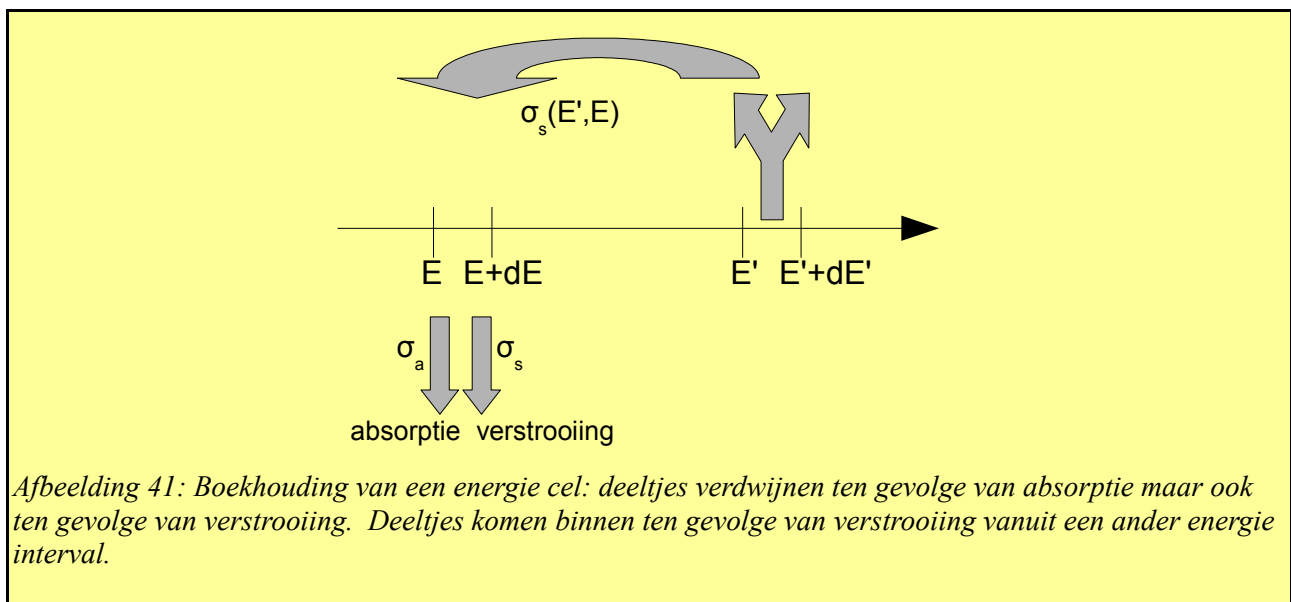 σs(E',E)
E E+dE E' E'+dE'
σa σs
absorptie verstrooiing
Afbeelding 41: Boekhouding van een energie cel: deeltjes verdwijnen ten gevolge van absorptie maar ook
ten gevolge van verstrooiing. Deeltjes komen binnen ten gevolge van verstrooiing vanuit een ander energie
interval.